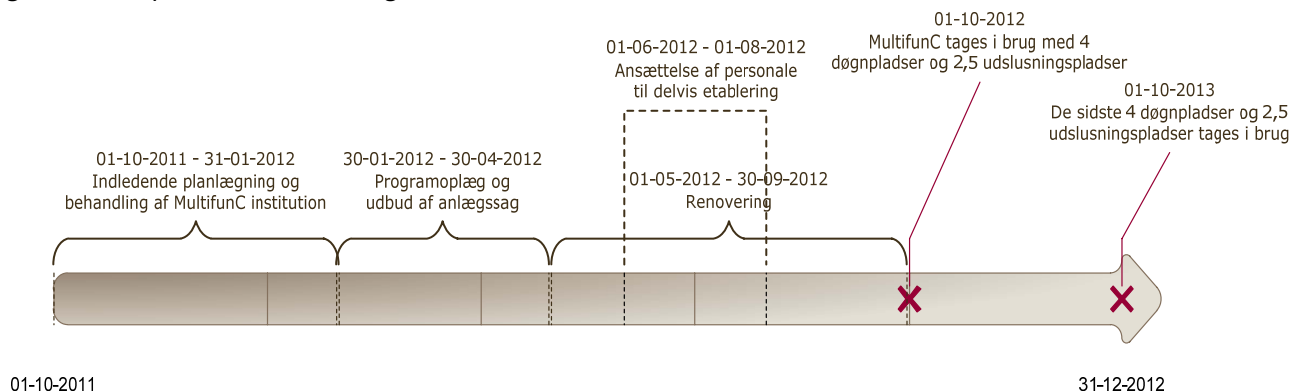 01-10-2012
MultifunC tages i brug med 4
døgnpladser og 2,5 udslusningspladser
01-06-2012 - 01-08-2012
Ansættelse af personale
til delvis etablering
01-10-2013
De sidste 4 døgnpladser og 2,5
udslusningspladser tages i brug
01-10-2011 - 31-01-2012
Indledende planlægning og
behandling af MultifunC institution
30-01-2012 - 30-04-2012
Programoplæg og
udbud af anlægssag
01-05-2012 - 30-09-2012
Renovering
01-10-2011
31-12-2012